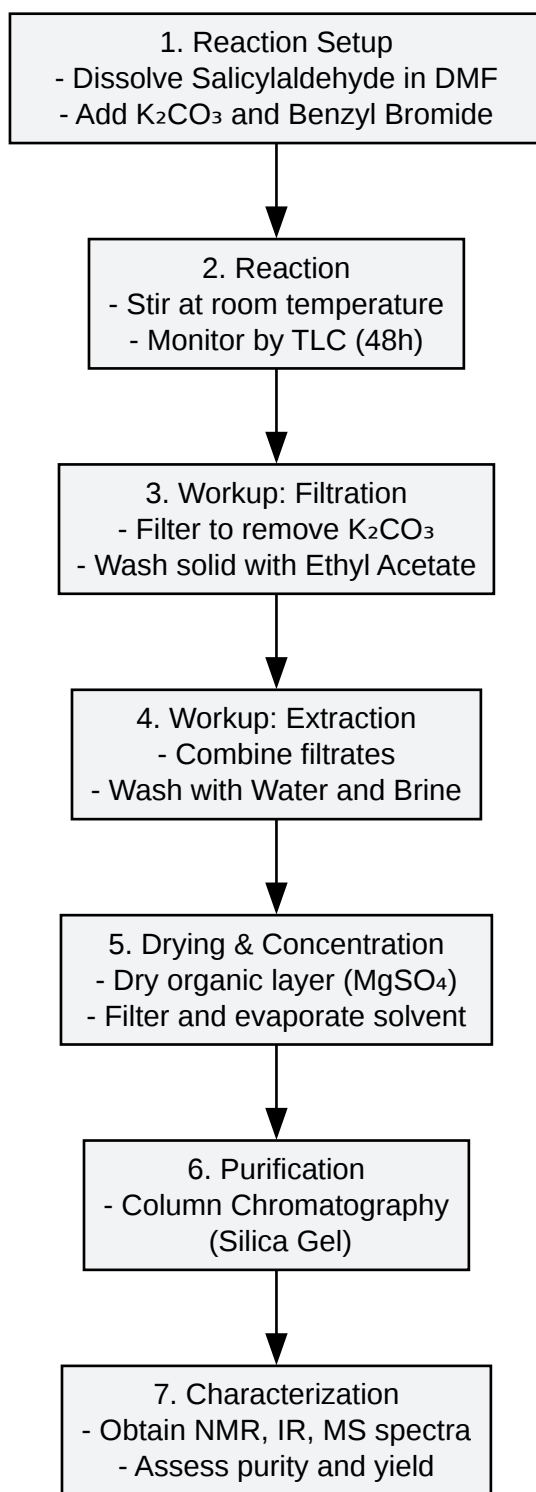 1. Reaction Setup
- Dissolve Salicylaldehyde in DMF
- Add K₂CO₃ and Benzyl Bromide
2. Reaction
- Stir at room temperature
- Monitor by TLC (48h)
3. Workup: Filtration
- Filter to remove K₂CO₃
- Wash solid with Ethyl Acetate
4. Workup: Extraction
- Combine filtrates
- Wash with Water and Brine
5. Drying & Concentration
- Dry organic layer (MgSO₄)
- Filter and evaporate solvent
6. Purification
- Column Chromatography
(Silica Gel)
7. Characterization
- Obtain NMR, IR, MS spectra
- Assess purity and yield